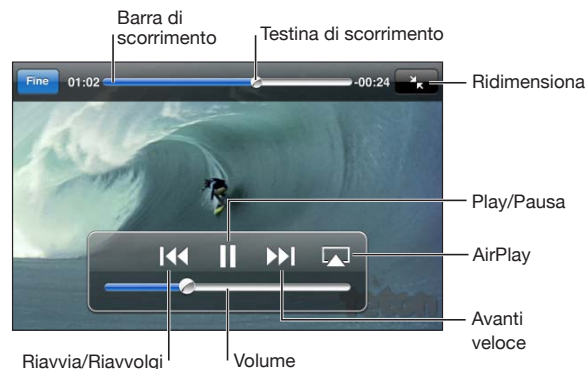 Barra di
scorrimento
Testina di scorrimento
Fine
01:02
-00:24
Ridimensiona
Play/Pausa
AirPlay
Avanti
veloce
Riavvia/Riavvolgi
Volume